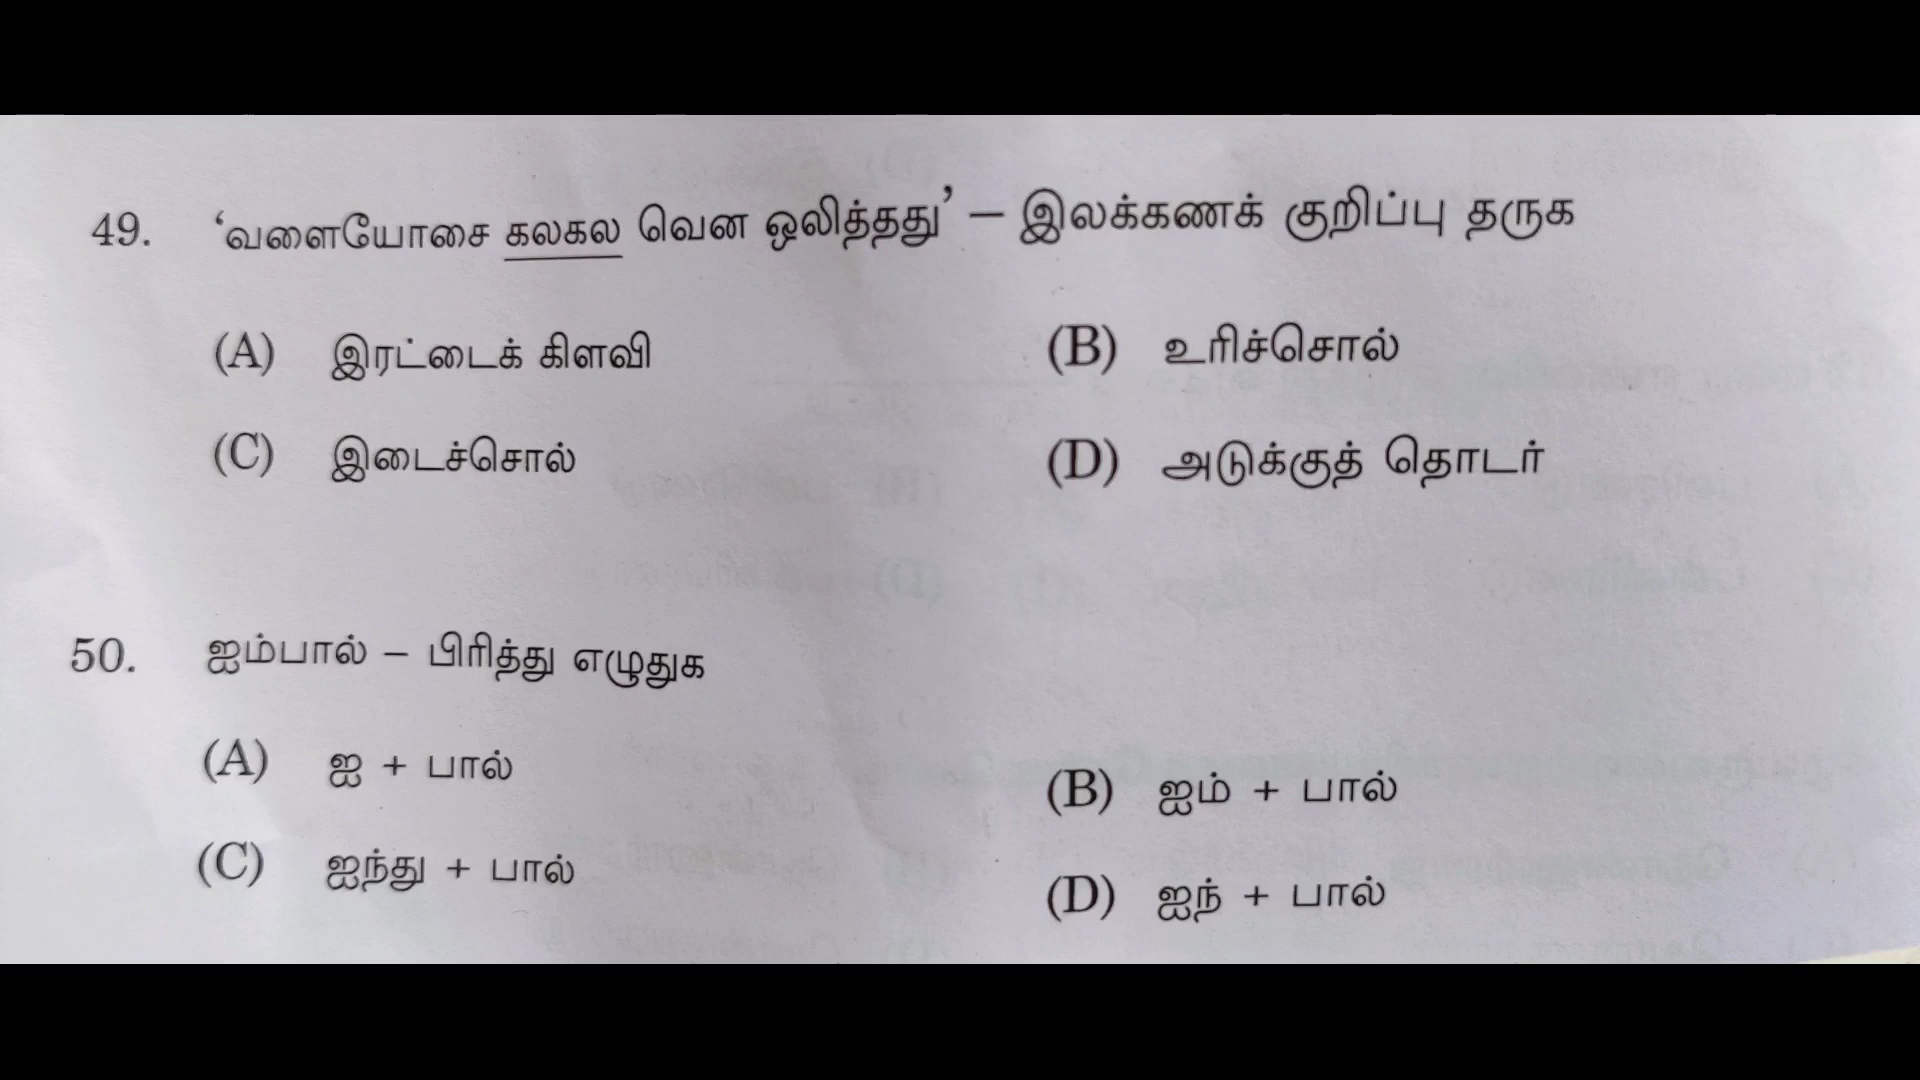 49. ‘வளையோசை கலகல வென ஒலித்தது’ – இலக்கணக் குறிப்பு தருக
(A) இரட்டைக் கிளவி (B) உரிச்சொல்
(C) இடைச்சொல் (D) அடுக்குத் தொடர்
50. ஐம்பால் – பிரித்து எழுதுக
(A) ஐ + பால் (B) ஐம் + பால்
(C) ஐந்து + பால் (D) ஐந் + பால்